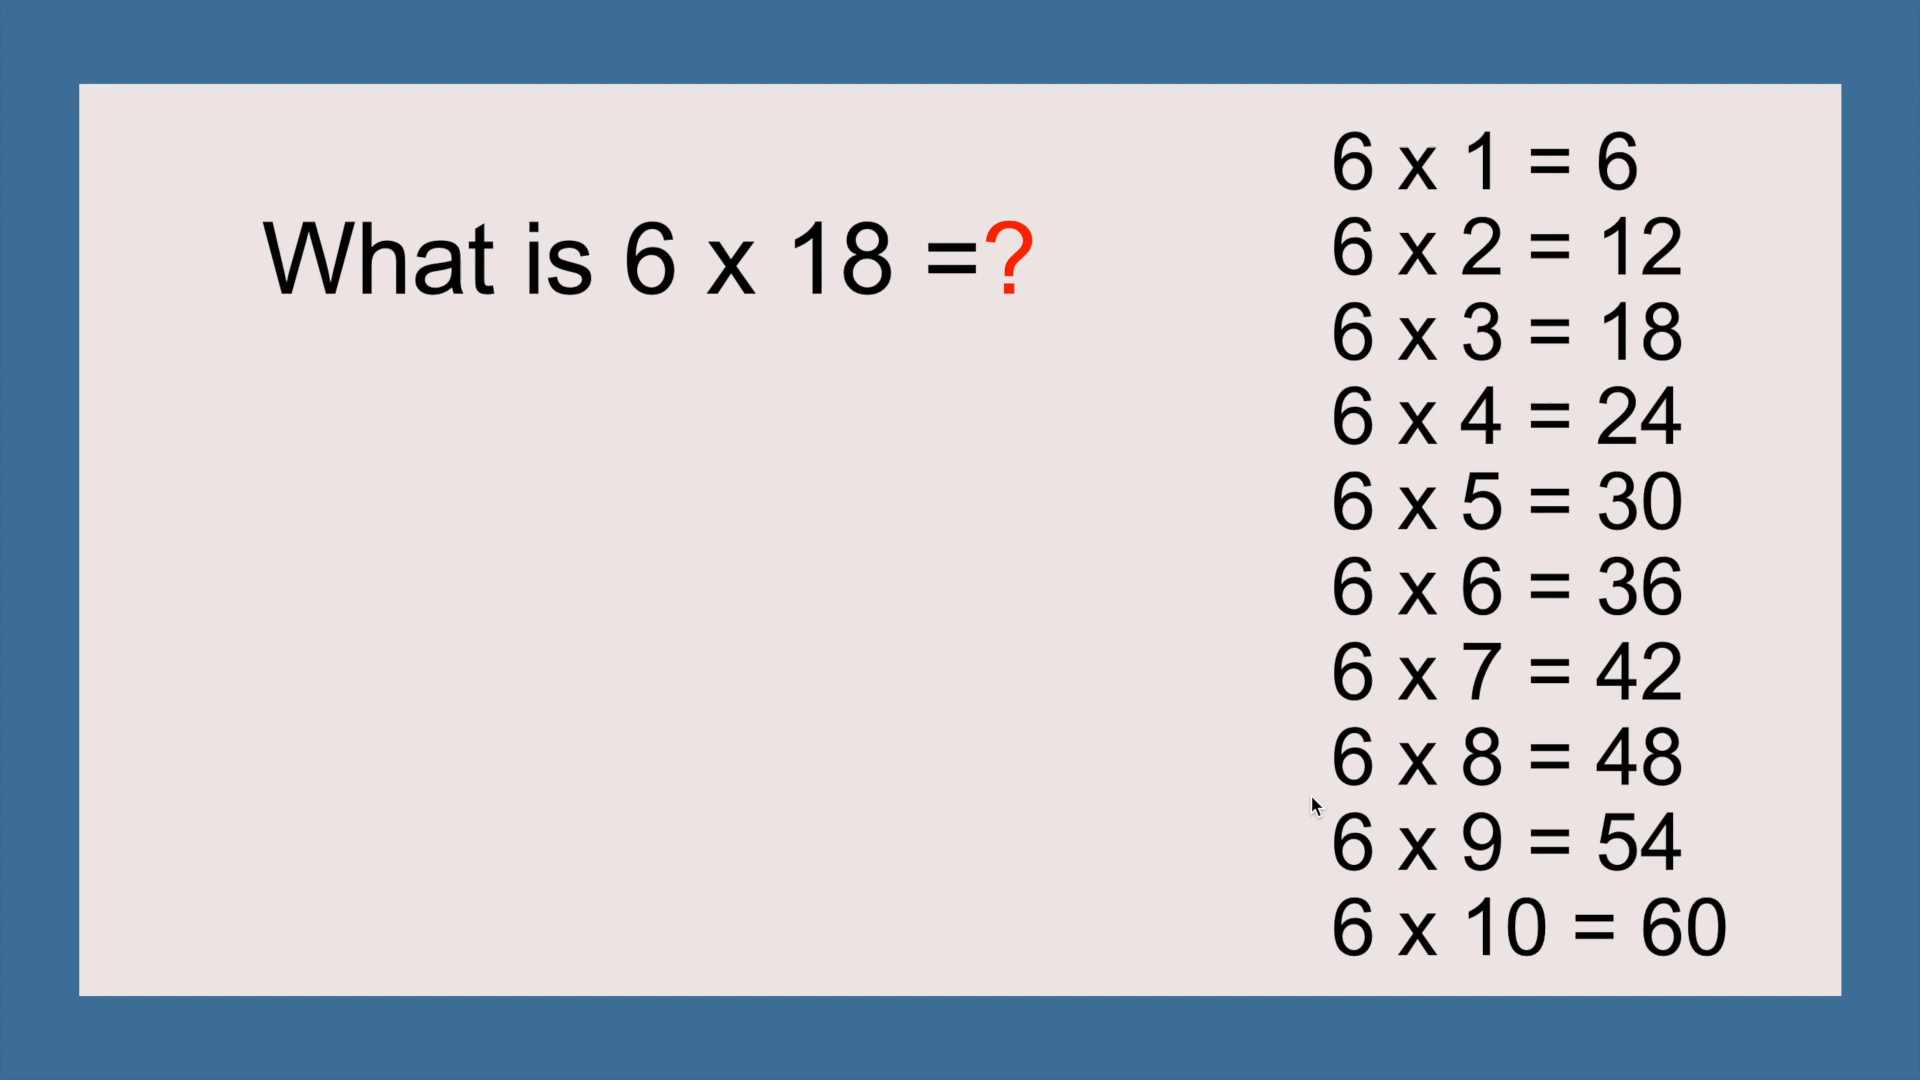 What is 6 x 18 =?
6 x 1 = 6
6 x 2 = 12
6 x 3 = 18
6 x 4 = 24
6 x 5 = 30
6 x 6 = 36
6 x 7 = 42
6 x 8 = 48
6 x 9 = 54
6 x 10 = 60